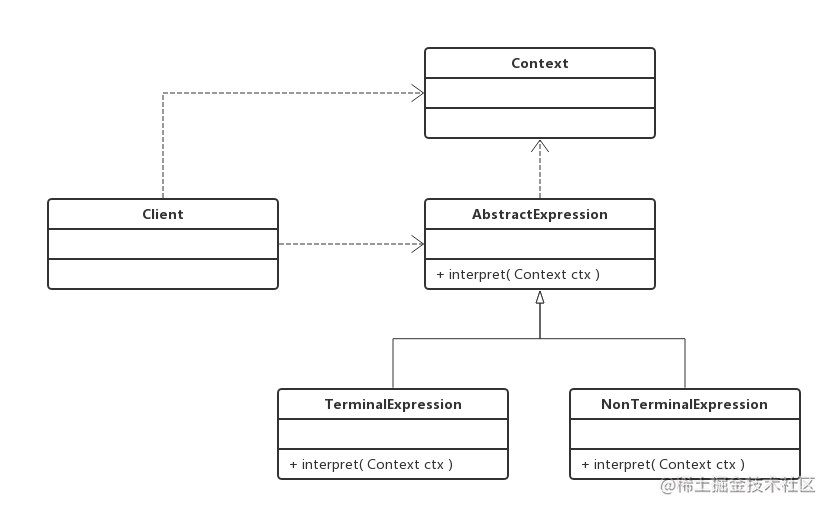 Context
Client
AbstractExpression
+ interpret( Context ctx )
TerminalExpression
NonTerminalExpression
+ interpret( Context ctx )
+ interpret( Context ctx )
@稀土掘金技术社区